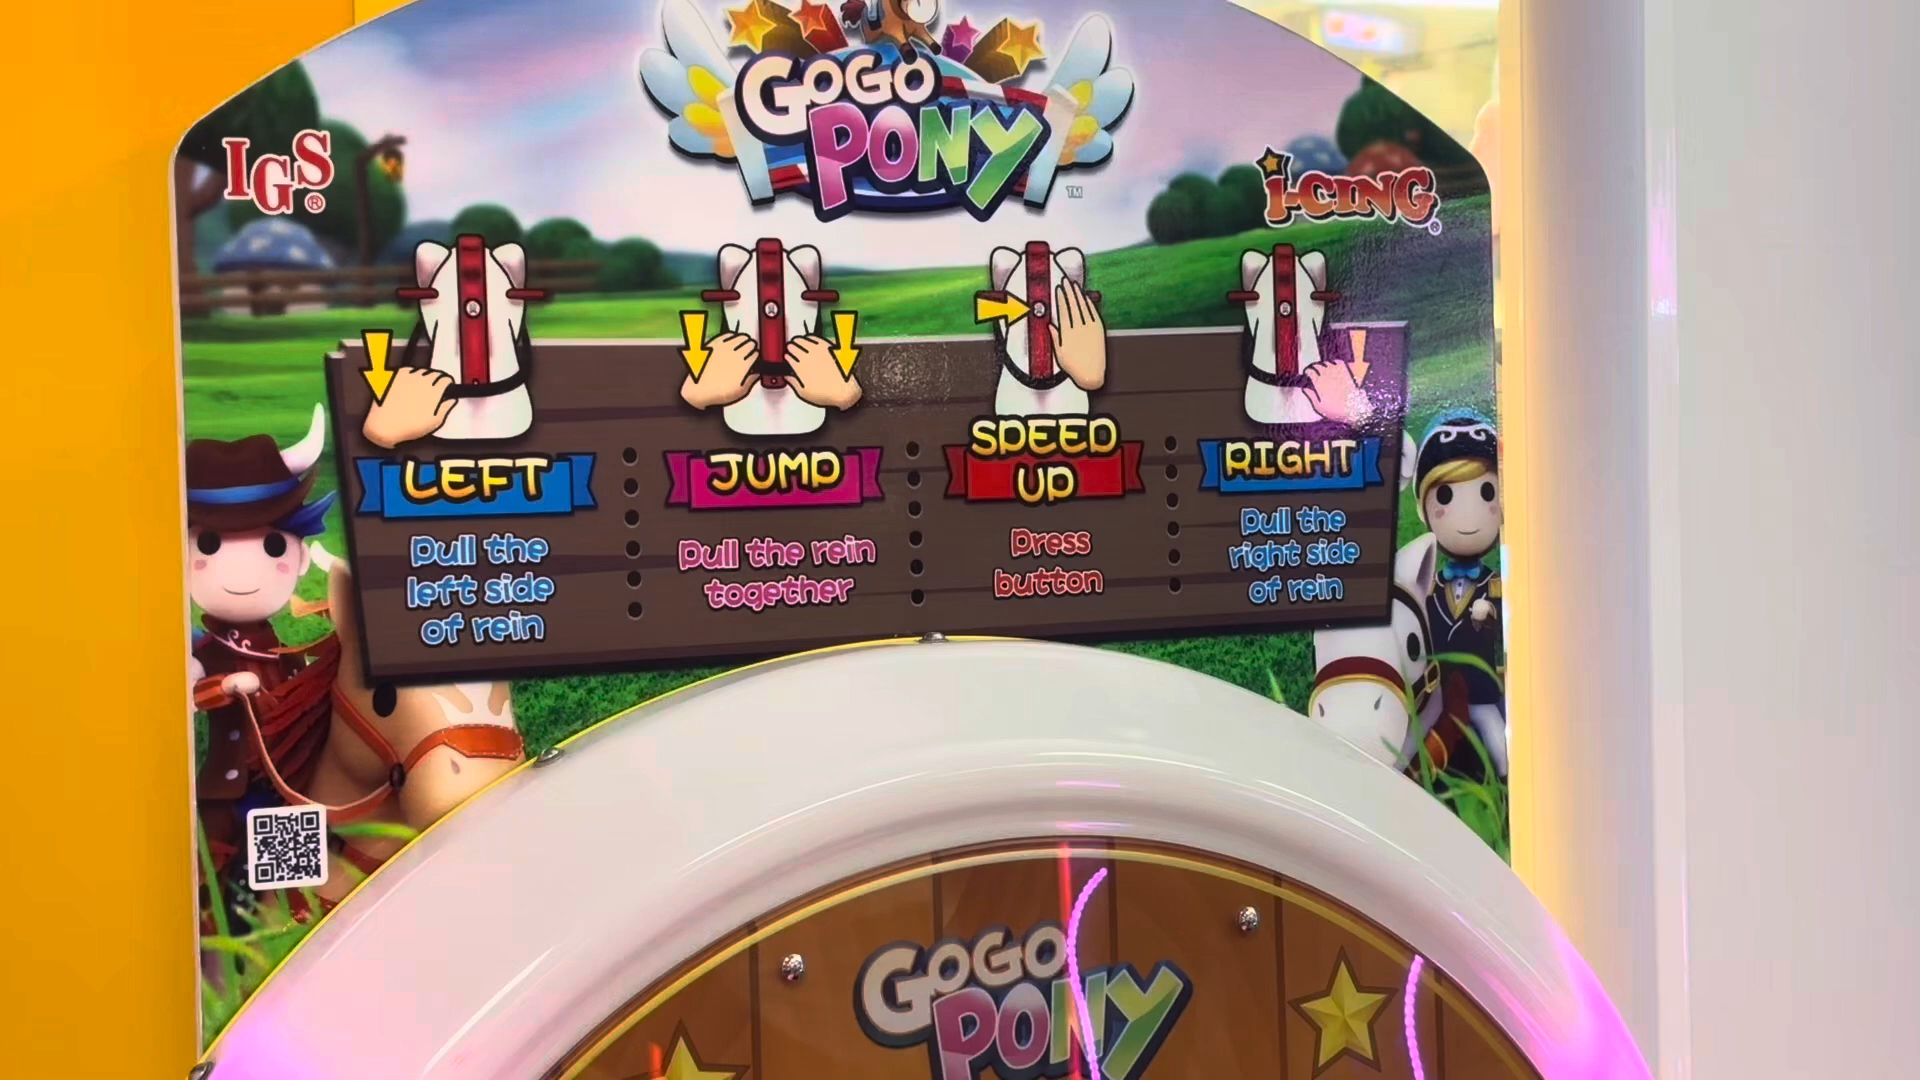 GOGO
PONY
TM
IGS®
i-CING
LEFT
Pull the
left side
of rein
JUMP
Pull the rein
together
SPEED
UP
Press
button
RIGHT
Pull the
right side
of rein
GOGO
PONY